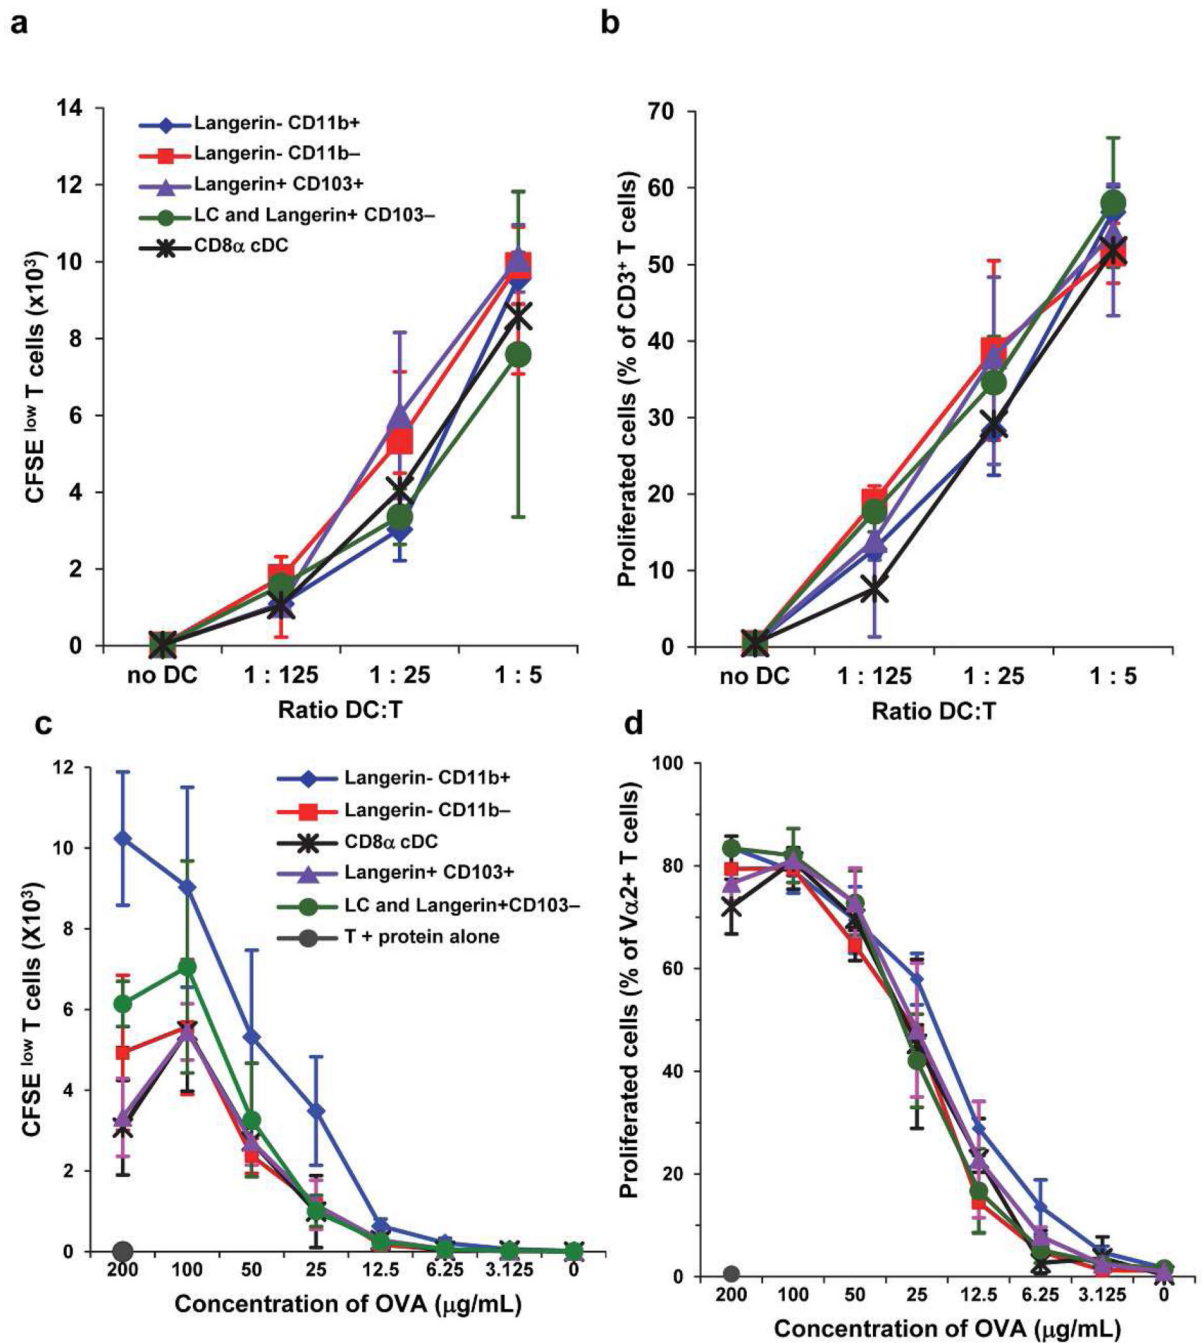 a
14
12
10
8
6
4
2
0
CFSE low T cells (x10³)
Langerin- CD11b+
Langerin- CD11b–
Langerin+ CD103+
LC and Langerin+ CD103–
CD8α cDC
no DC 1 : 125 1 : 25 1 : 5
Ratio DC:T
b
70
60
50
40
30
20
10
0
Proliferated cells (% of CD3⁺ T cells)
no DC 1 : 125 1 : 25 1 : 5
Ratio DC:T
c
12
10
8
6
4
2
0
CFSE low T cells (X10³)
Langerin- CD11b+
Langerin- CD11b–
CD8α cDC
Langerin+ CD103+
LC and Langerin+CD103–
T + protein alone
200 100 50 25 12.5 6.25 3.125 0
Concentration of OVA (µg/mL)
d
100
80
60
40
20
0
Proliferated cells (% of Vα2+ T cells)
200 100 50 25 12.5 6.25 3.125 0
Concentration of OVA (µg/mL)